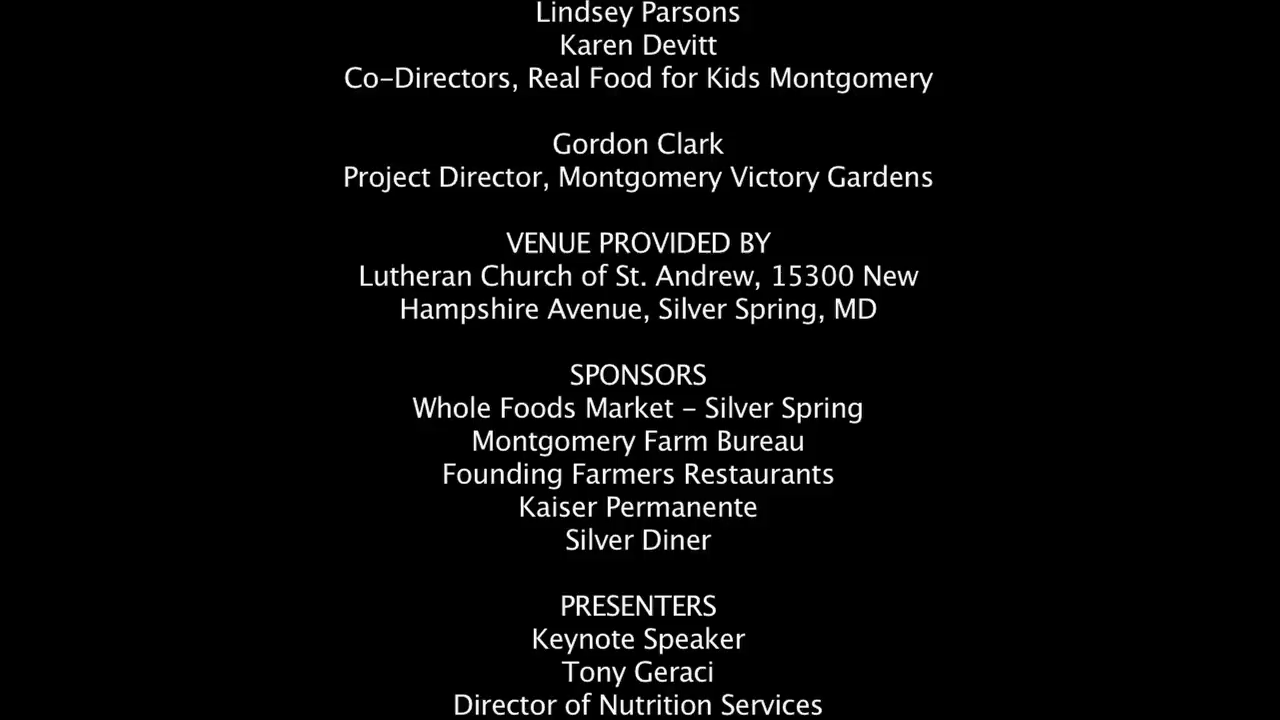 Lindsey Parsons
Karen Devitt
Co-Directors, Real Food for Kids Montgomery
Gordon Clark
Project Director, Montgomery Victory Gardens
VENUE PROVIDED BY
Lutheran Church of St. Andrew, 15300 New
Hampshire Avenue, Silver Spring, MD
SPONSORS
Whole Foods Market - Silver Spring
Montgomery Farm Bureau
Founding Farmers Restaurants
Kaiser Permanente
Silver Diner
PRESENTERS
Keynote Speaker
Tony Geraci
Director of Nutrition Services